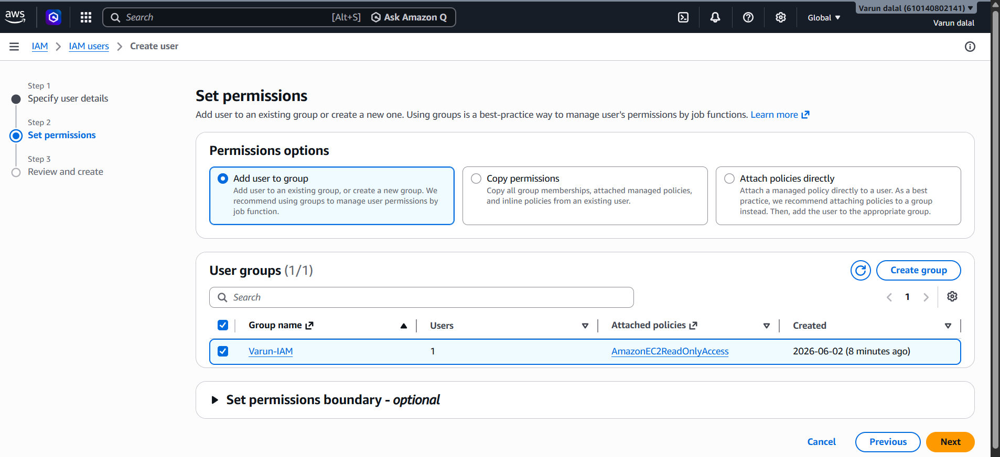 aws
Search [Alt+S] Ask Amazon Q
Global
Varun dalal (610140802141)
Varun dalal
IAM
IAM users
Create user
Step 1
Specify user details
Step 2
Set permissions
Step 3
Review and create
Set permissions
Add user to an existing group or create a new one. Using groups is a best-practice way to manage user's permissions by job functions. Learn more
Permissions options
Add user to group
Add user to an existing group, or create a new group. We
recommend using groups to manage user permissions by
job function.
Copy permissions
Copy all group memberships, attached managed policies,
and inline policies from an existing user.
Attach policies directly
Attach a managed policy directly to a user. As a best
practice, we recommend attaching policies to a group
instead. Then, add the user to the appropriate group.
User groups (1/1)
Create group
Search
1
Group name Users Attached policies Created
Varun-IAM 1 AmazonEC2ReadOnlyAccess 2026-06-02 (8 minutes ago)
Set permissions boundary - optional
Cancel Previous Next